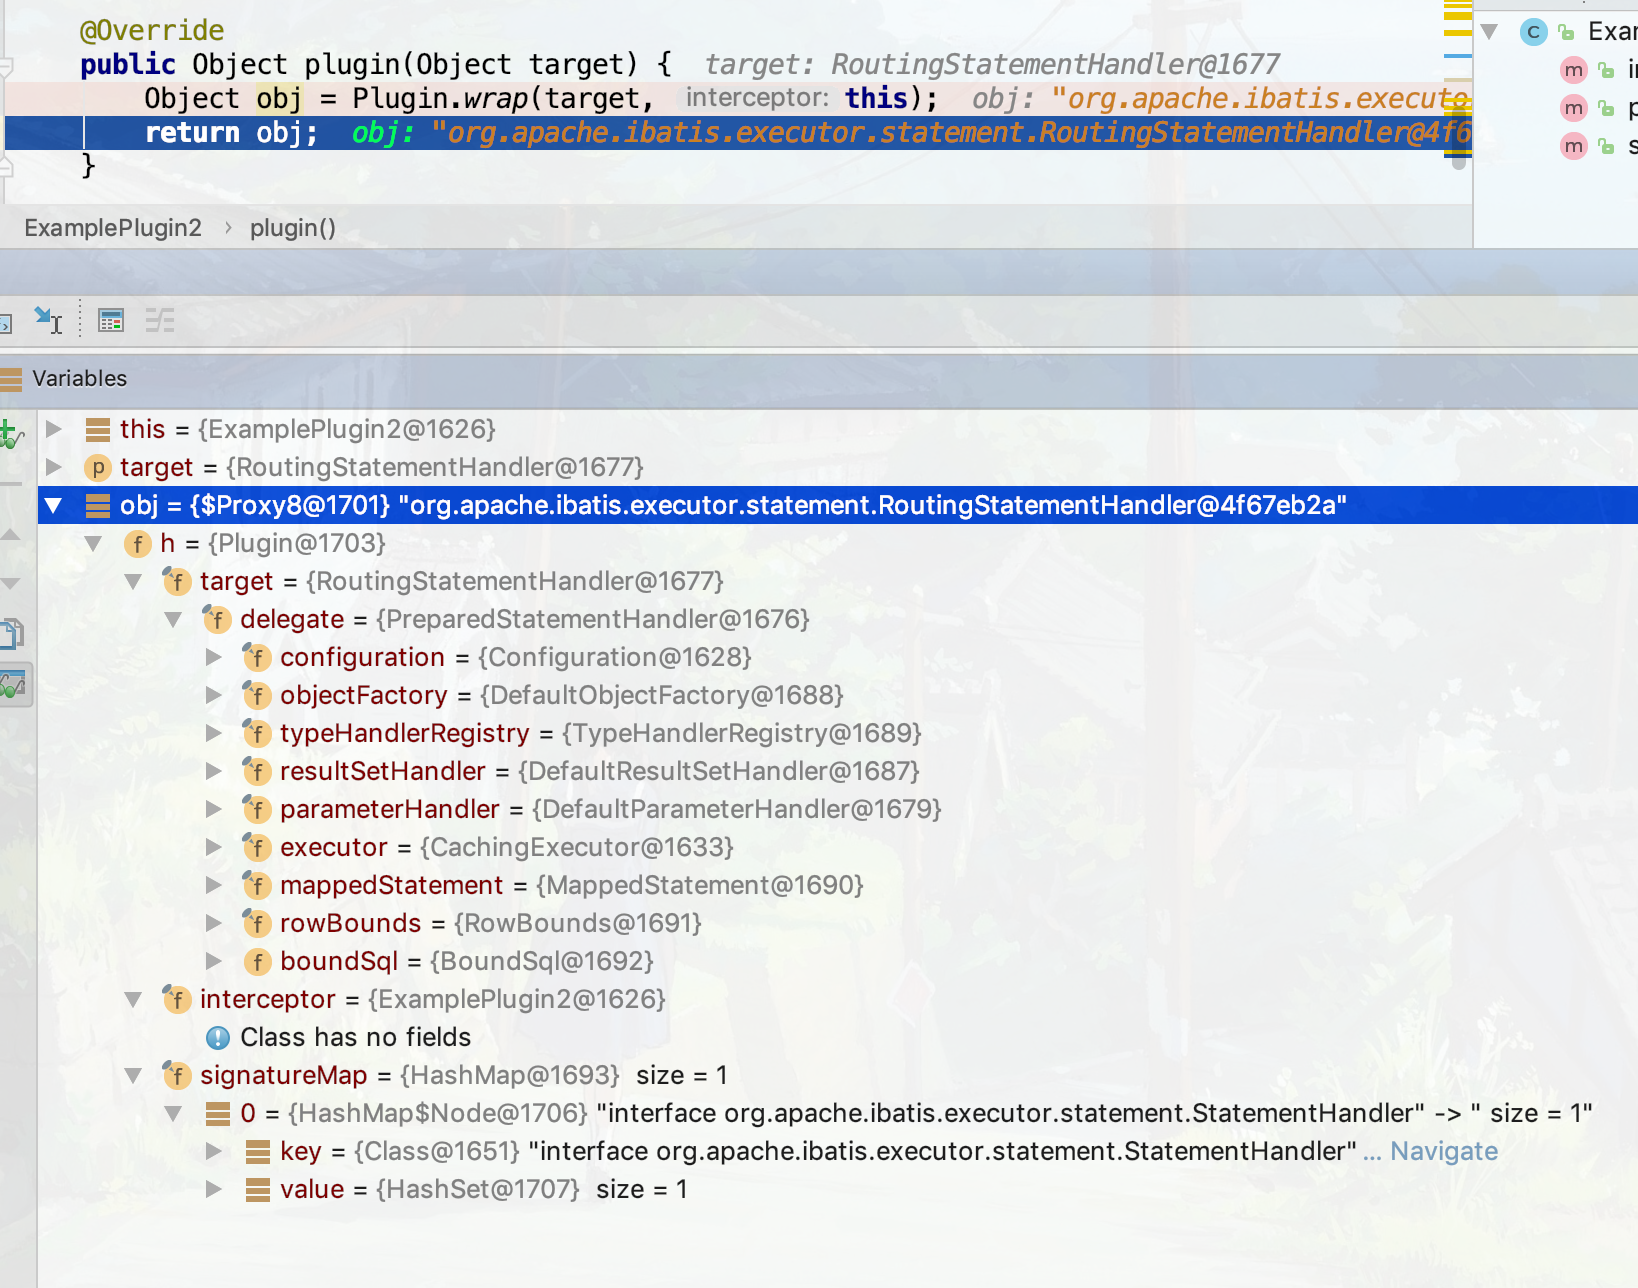 @Override
public Object plugin(Object target) { target: RoutingStatementHandler@1677
Object obj = Plugin.wrap(target, interceptor: this); obj: "org.apache.ibatis.executo
return obj; obj: "org.apache.ibatis.executor.statement.RoutingStatementHandler@4f6
}
C Exar
m
m
m s
ExamplePlugin2 › plugin()
Variables
this = {ExamplePlugin2@1626}
p target = {RoutingStatementHandler@1677}
obj = {$Proxy8@1701} "org.apache.ibatis.executor.statement.RoutingStatementHandler@4f67eb2a"
f h = {Plugin@1703}
f target = {RoutingStatementHandler@1677}
f delegate = {PreparedStatementHandler@1676}
f configuration = {Configuration@1628}
f objectFactory = {DefaultObjectFactory@1688}
f typeHandlerRegistry = {TypeHandlerRegistry@1689}
f resultSetHandler = {DefaultResultSetHandler@1687}
f parameterHandler = {DefaultParameterHandler@1679}
f executor = {CachingExecutor@1633}
f mappedStatement = {MappedStatement@1690}
f rowBounds = {RowBounds@1691}
f boundSql = {BoundSql@1692}
f interceptor = {ExamplePlugin2@1626}
! Class has no fields
f signatureMap = {HashMap@1693} size = 1
0 = {HashMap$Node@1706} "interface org.apache.ibatis.executor.statement.StatementHandler" -> " size = 1"
key = {Class@1651} "interface org.apache.ibatis.executor.statement.StatementHandler" ... Navigate
value = {HashSet@1707} size = 1